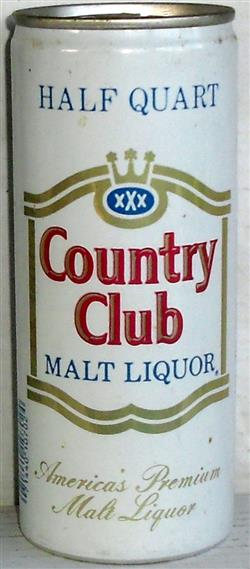 HALF QUART
xXx
Country
Club
MALT LIQUOR
America's Premium
Malt Liquor